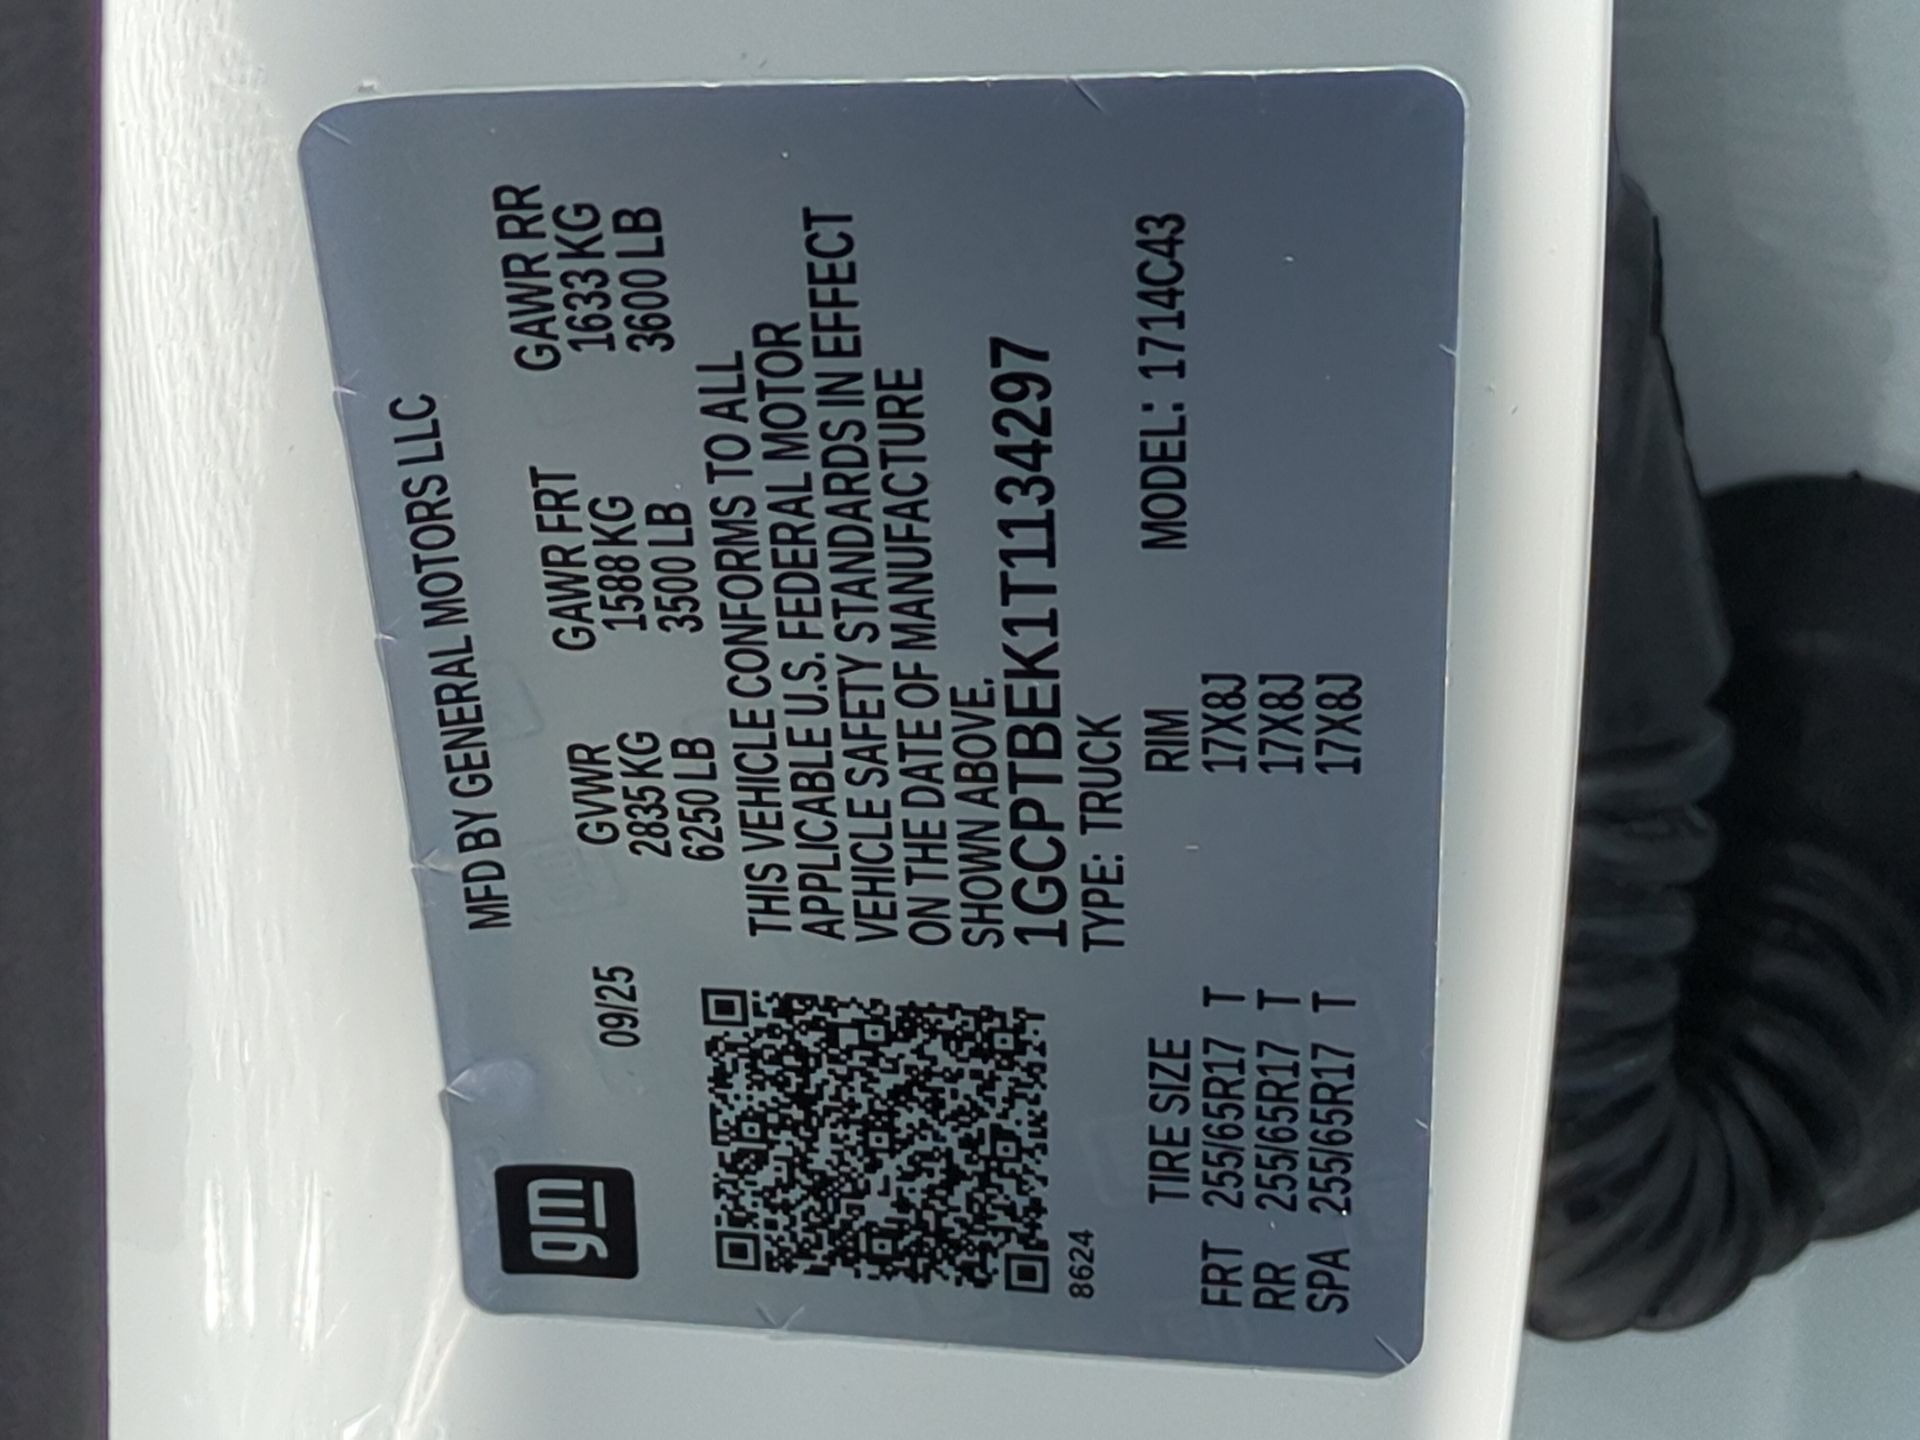 gm
MFD BY GENERAL MOTORS LLC
09/25
GVWR GAWR FRT GAWR RR
2835 KG 1588 KG 1633 KG
6250 LB 3500 LB 3600 LB
THIS VEHICLE CONFORMS TO ALL
APPLICABLE U.S. FEDERAL MOTOR
VEHICLE SAFETY STANDARDS IN EFFECT
ON THE DATE OF MANUFACTURE
SHOWN ABOVE.
1GCPTBEK1T1134297
8624
TYPE: TRUCK
TIRE SIZE RIM MODEL: 1714C43
FRT 255/65R17 T 17X8J
RR 255/65R17 T 17X8J
SPA 255/65R17 T 17X8J